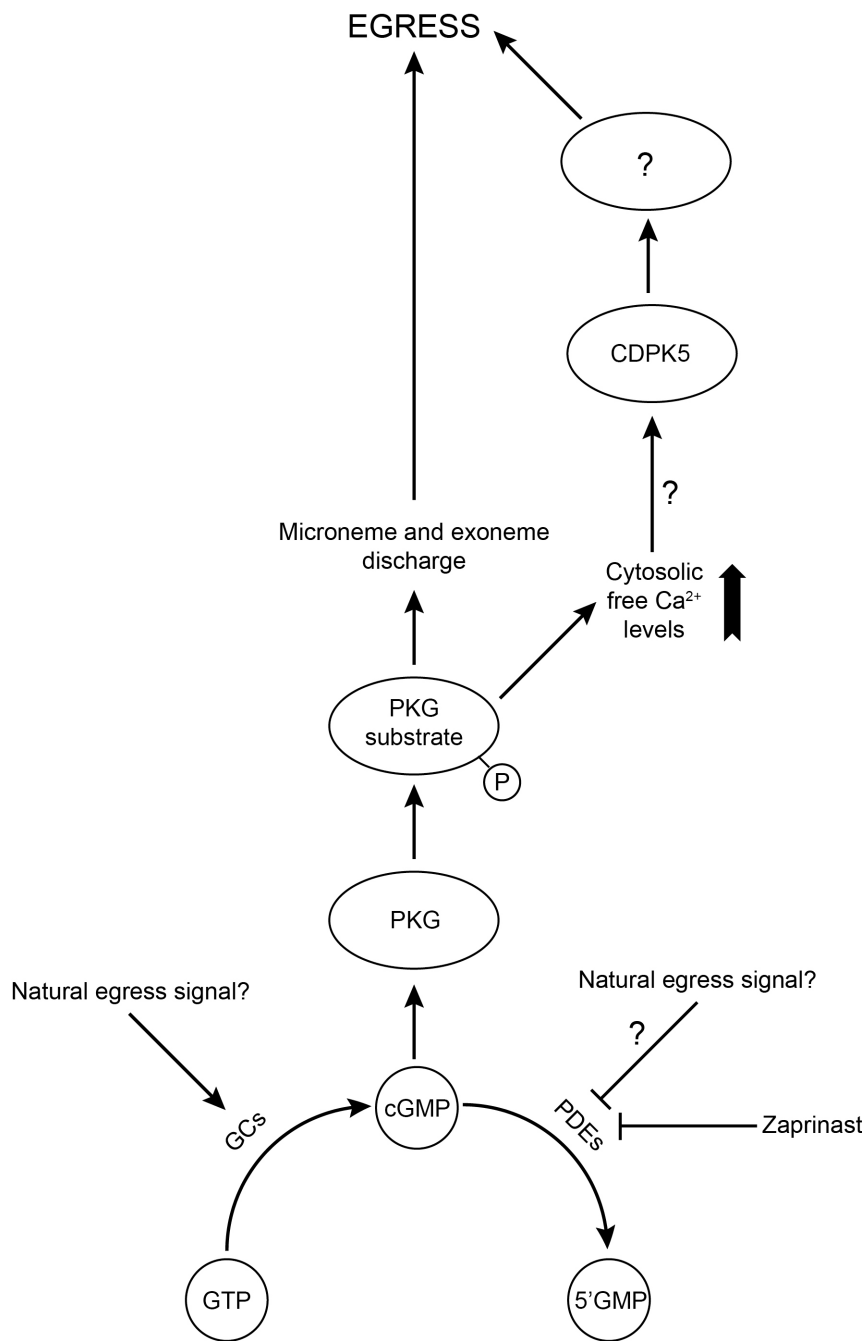 EGRESS
?
CDPK5
?
Microneme and exoneme
discharge
Cytosolic
free Ca²⁺
levels
PKG
substrate
P
PKG
Natural egress signal?
Natural egress signal?
?
GCs
cGMP
PDEs
Zaprinast
GTP
5’GMP